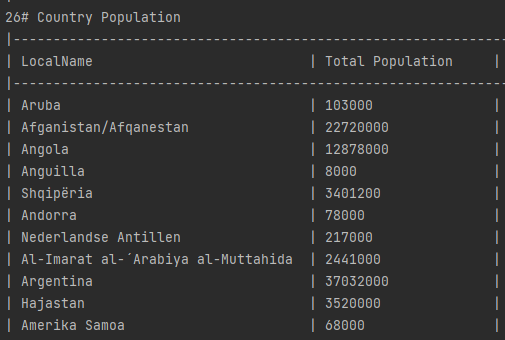 26# Country Population
|------------------------------------------------------------
| LocalName | Total Population |
|------------------------------------------------------------
| Aruba | 103000 |
| Afganistan/Afqanestan | 22720000 |
| Angola | 12878000 |
| Anguilla | 8000 |
| Shqipëria | 3401200 |
| Andorra | 78000 |
| Nederlandse Antillen | 217000 |
| Al-Imarat al-´Arabiya al-Muttahida | 2441000 |
| Argentina | 37032000 |
| Hajastan | 3520000 |
| Amerika Samoa | 68000 |